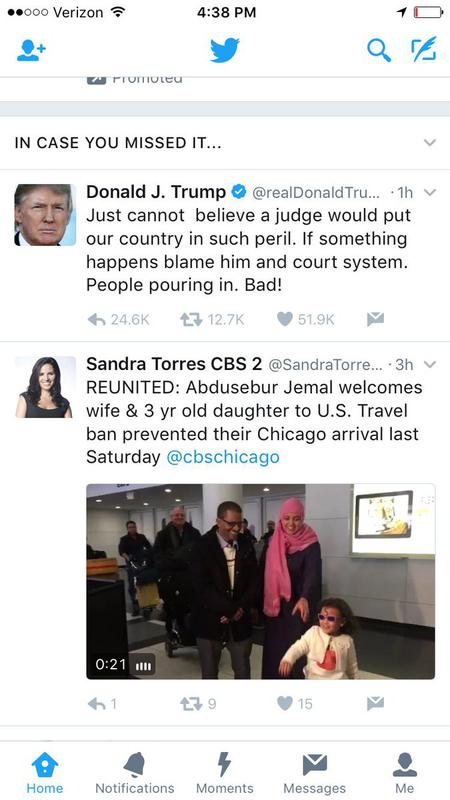 Verizon 4:38 PM
Promoted
IN CASE YOU MISSED IT...
Donald J. Trump @realDonaldTru... · 1h
Just cannot believe a judge would put
our country in such peril. If something
happens blame him and court system.
People pouring in. Bad!
24.6K 12.7K 51.9K
Sandra Torres CBS 2 @SandraTorre... · 3h
REUNITED: Abdusebur Jemal welcomes
wife & 3 yr old daughter to U.S. Travel
ban prevented their Chicago arrival last
Saturday @cbschicago
0:21
1 9 15
Home Notifications Moments Messages Me